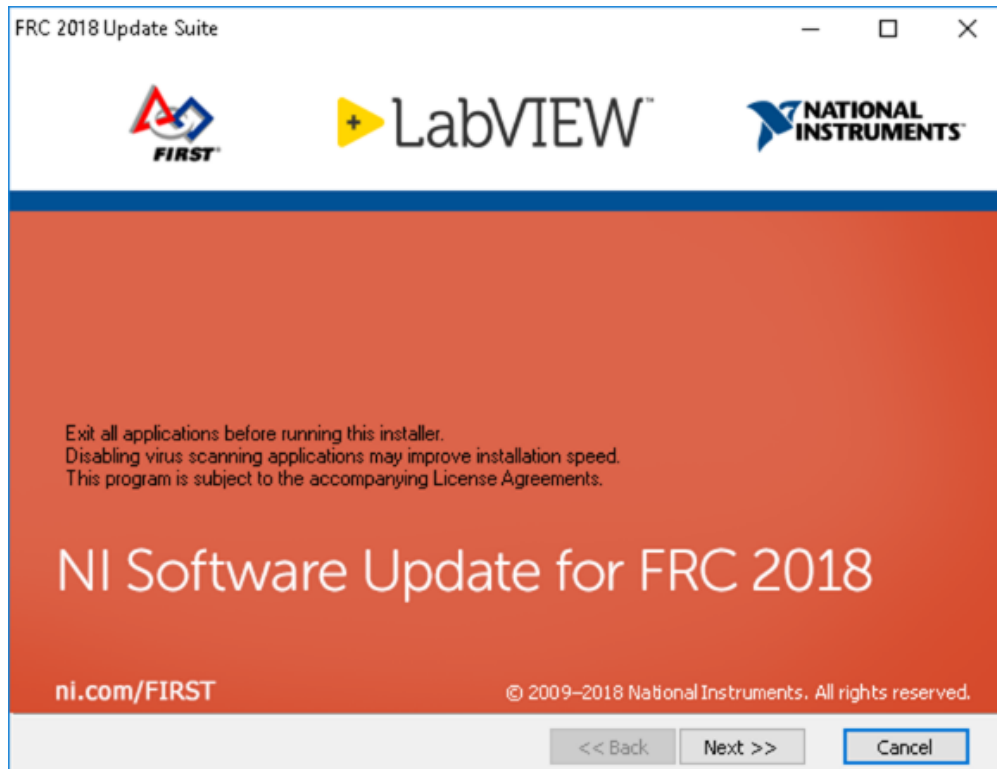 FRC 2018 Update Suite
FIRST®
LabVIEW™
NATIONAL
INSTRUMENTS™
Exit all applications before running this installer.
Disabling virus scanning applications may improve installation speed.
This program is subject to the accompanying License Agreements.
NI Software Update for FRC 2018
ni.com/FIRST
© 2009–2018 National Instruments. All rights reserved.
<< Back
Next >>
Cancel